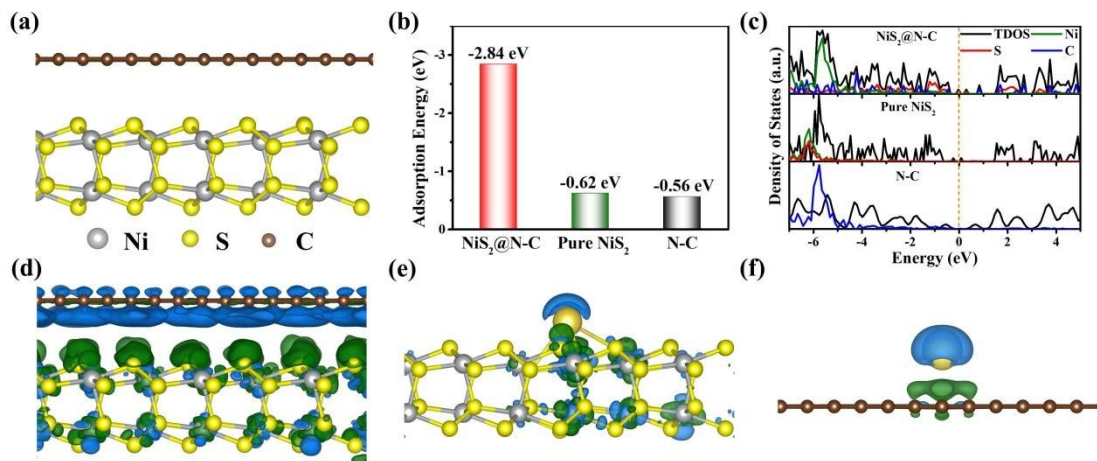 (a)
Ni S C
(b)
Adsorption Energy (eV)
-3
-2
-1
0
-2.84 eV
-0.62 eV
-0.56 eV
NiS₂@N-C Pure NiS₂ N-C
(c)
Density of States (a.u.)
NiS₂@N-C
TDOS Ni
S C
Pure NiS₂
N-C
-6 -4 -2 0 2 4
Energy (eV)
(d)
(e)
(f)